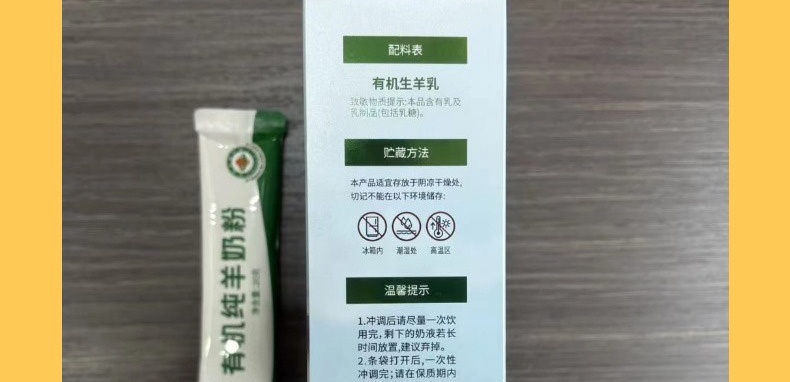 配料表
有机生羊乳
致敏物质提示:本品含有乳及
乳制品(包括乳糖)。
贮藏方法
本产品适宜存放于阴凉干燥处,
切记不能在以下环境储存:
冰箱内 潮湿处 高温区
温馨提示
1.冲调后请尽量一次饮
用完,剩下的奶液若长
时间放置,建议弃掉。
2.条袋打开后,一次性
冲调完;请在保质期内
有机纯羊奶粉